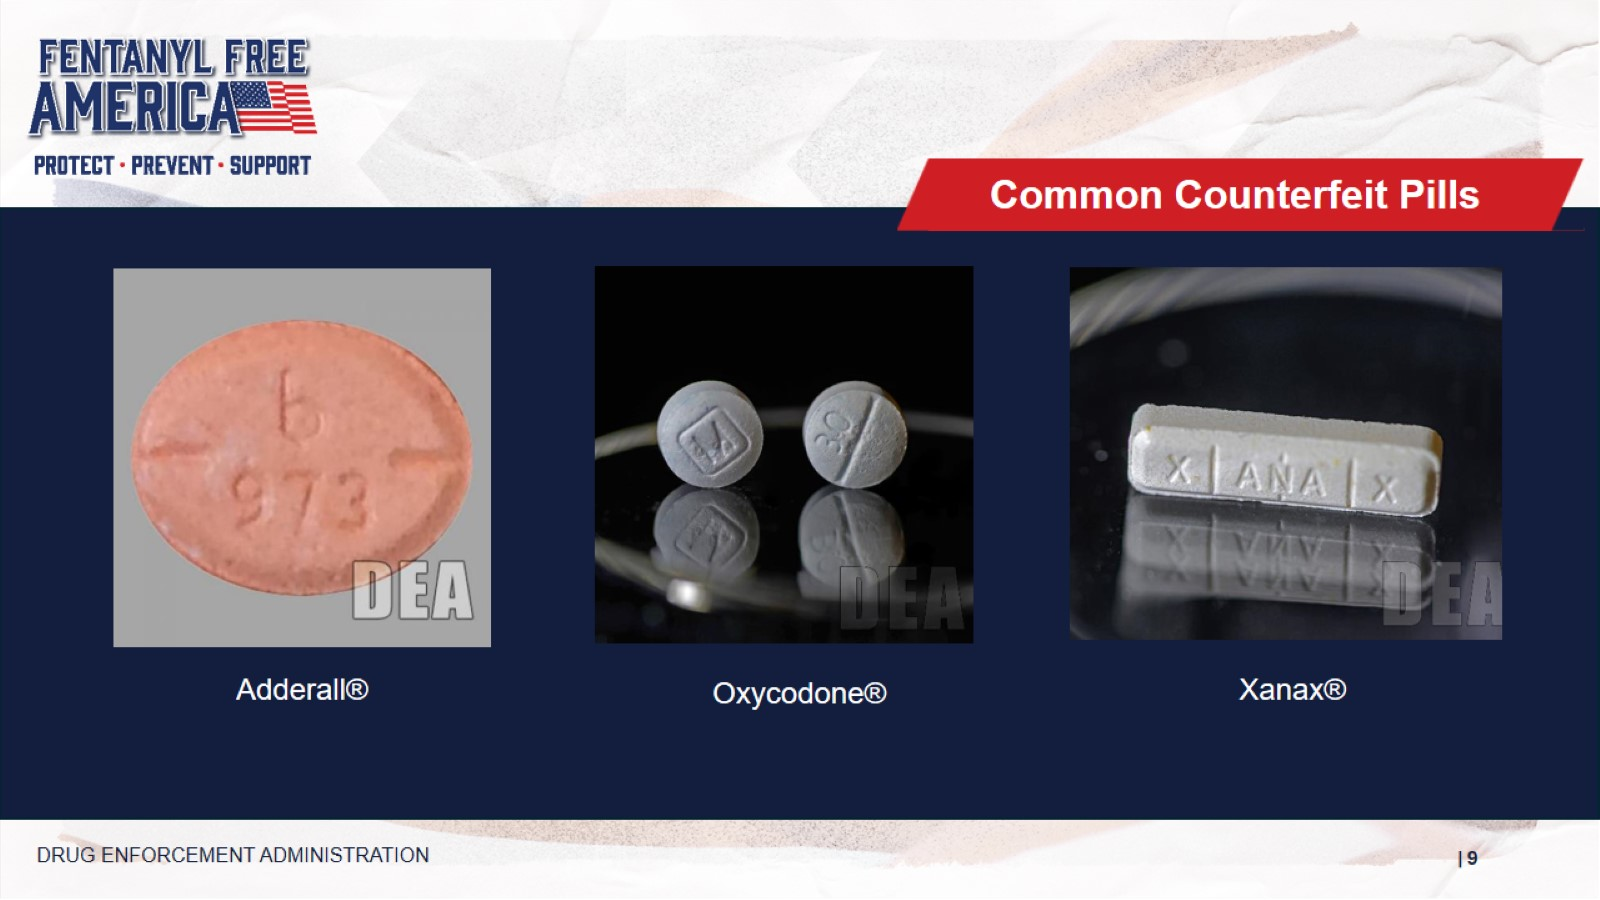 FENTANYL FREE
AMERICA
PROTECT · PREVENT · SUPPORT
Common Counterfeit Pills
b
973
DEA
M
30
DEA
X ANA X
DEA
Adderall®
Oxycodone®
Xanax®
DRUG ENFORCEMENT ADMINISTRATION
| 9